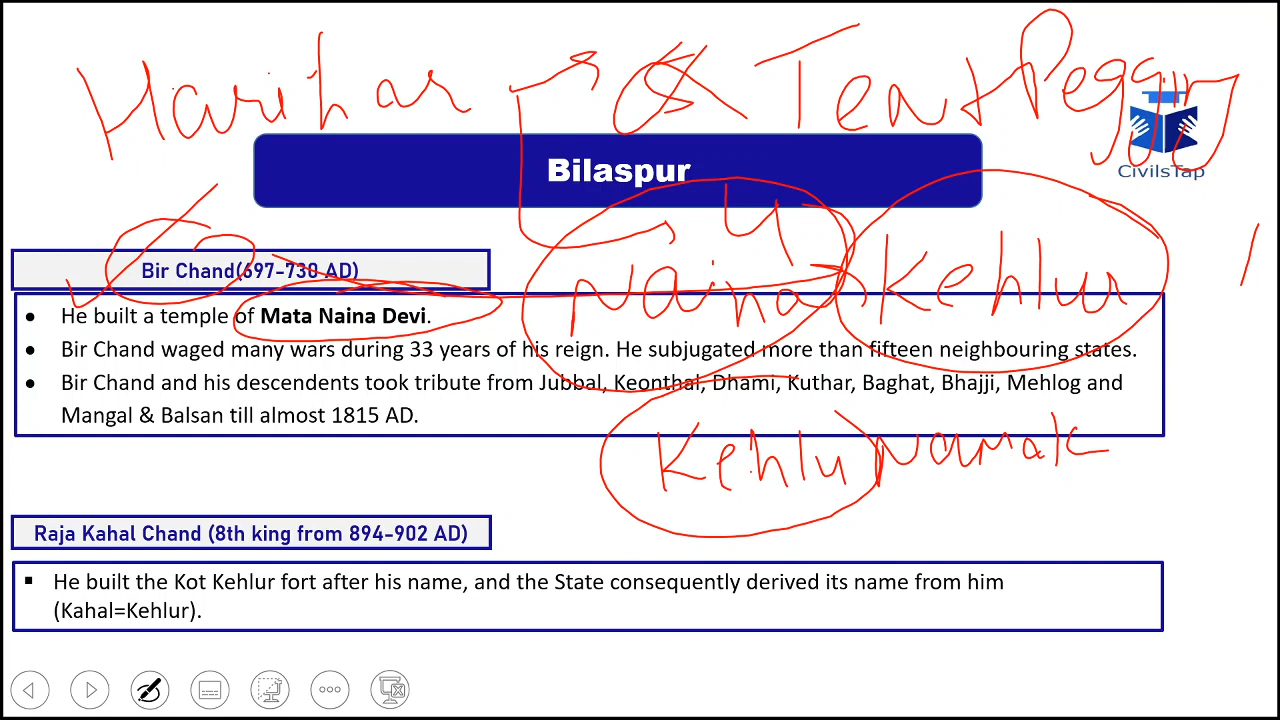 Harihar & Tent Pegging
CivilsTap
Bilaspur
Naina Kehlur
Bir Chand(697-730 AD)
● He built a temple of Mata Naina Devi.
● Bir Chand waged many wars during 33 years of his reign. He subjugated more than fifteen neighbouring states.
● Bir Chand and his descendents took tribute from Jubbal, Keonthal, Dhami, Kuthar, Baghat, Bhajji, Mehlog and
Mangal & Balsan till almost 1815 AD.
Kehlu Namak
Raja Kahal Chand (8th king from 894-902 AD)
▪ He built the Kot Kehlur fort after his name, and the State consequently derived its name from him
(Kahal=Kehlur).